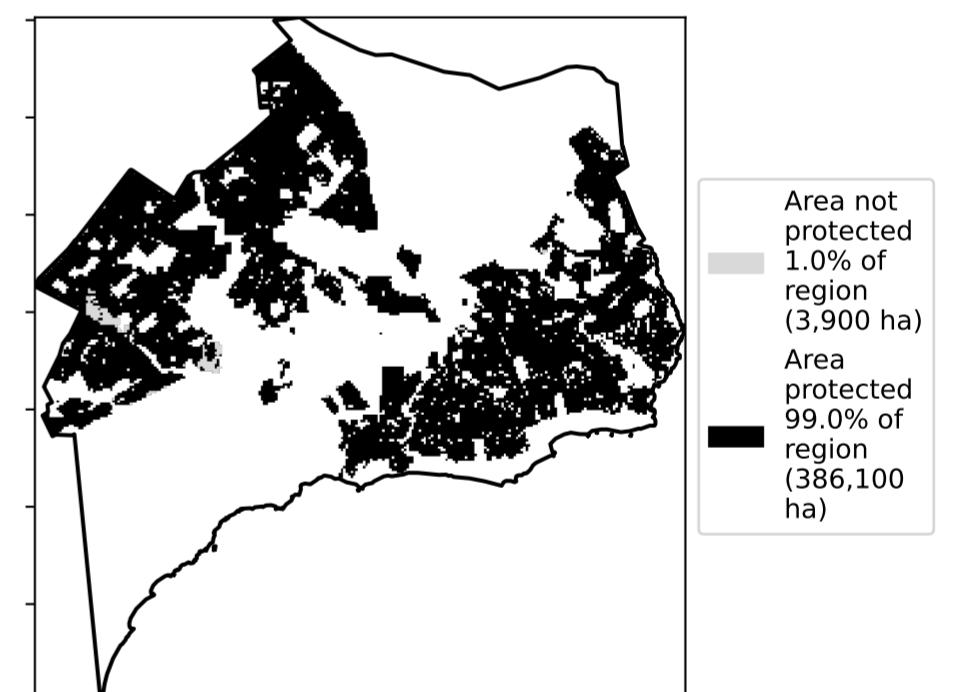 Area not
protected
1.0% of
region
(3,900 ha)
Area
protected
99.0% of
region
(386,100
ha)